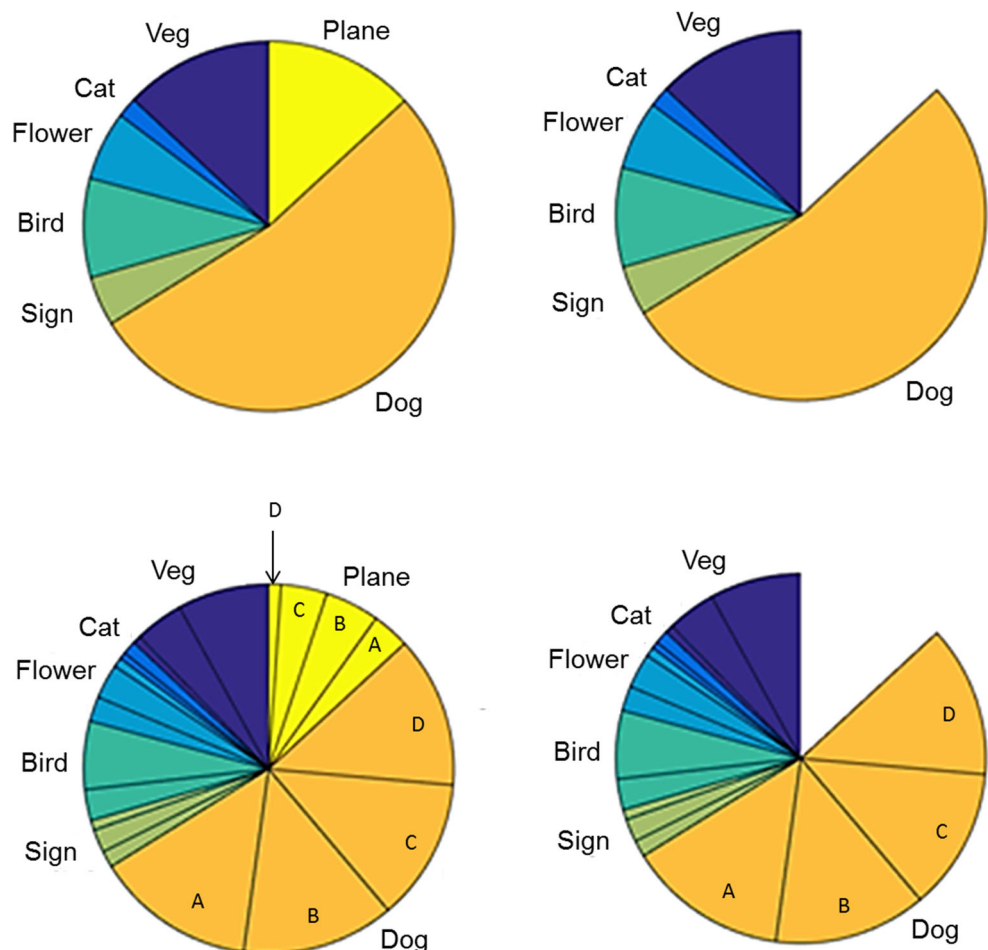 Veg
Plane
Cat
Flower
Bird
Sign
Dog
Veg
Cat
Flower
Bird
Sign
Dog
D
Veg
Plane
Cat
Flower
Bird
Sign
C
B
A
D
C
B
A
Dog
Veg
Cat
Flower
Bird
Sign
D
C
B
A
Dog